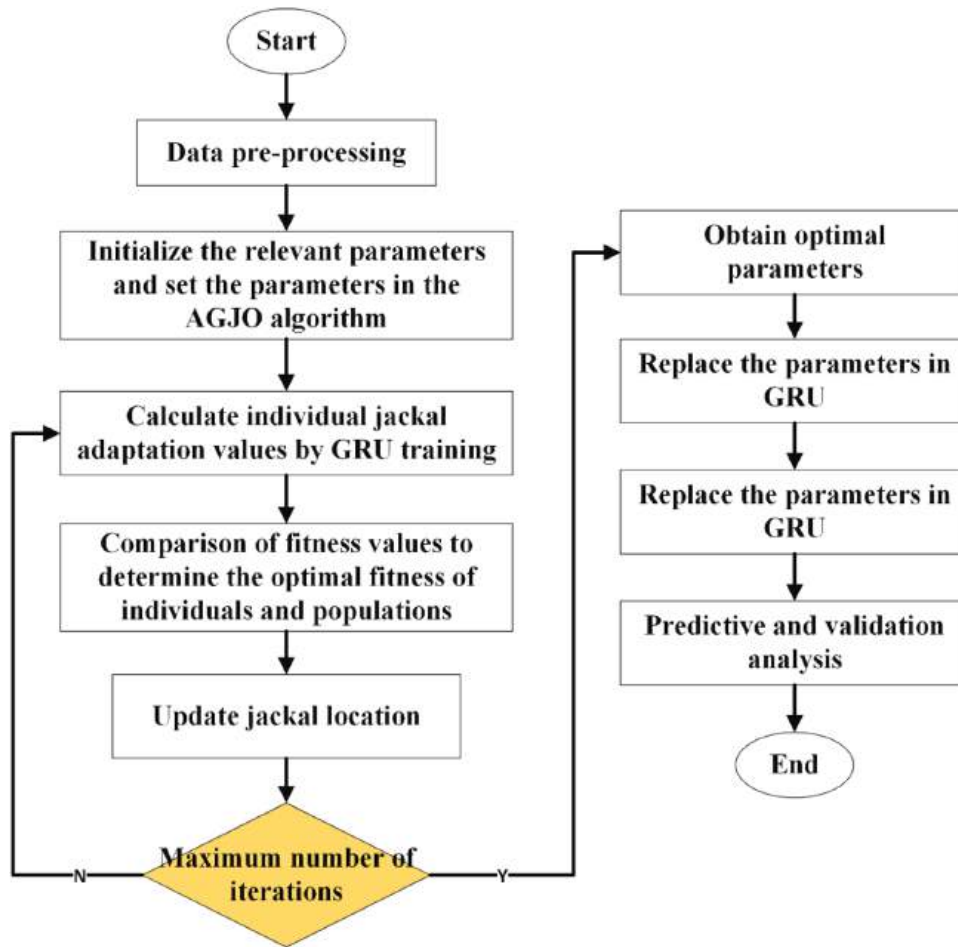 Start
Data pre-processing
Initialize the relevant parameters
and set the parameters in the
AGJO algorithm
Calculate individual jackal
adaptation values by GRU training
Comparison of fitness values to
determine the optimal fitness of
individuals and populations
Update jackal location
Maximum number of
iterations
N
Y
Obtain optimal
parameters
Replace the parameters in
GRU
Replace the parameters in
GRU
Predictive and validation
analysis
End